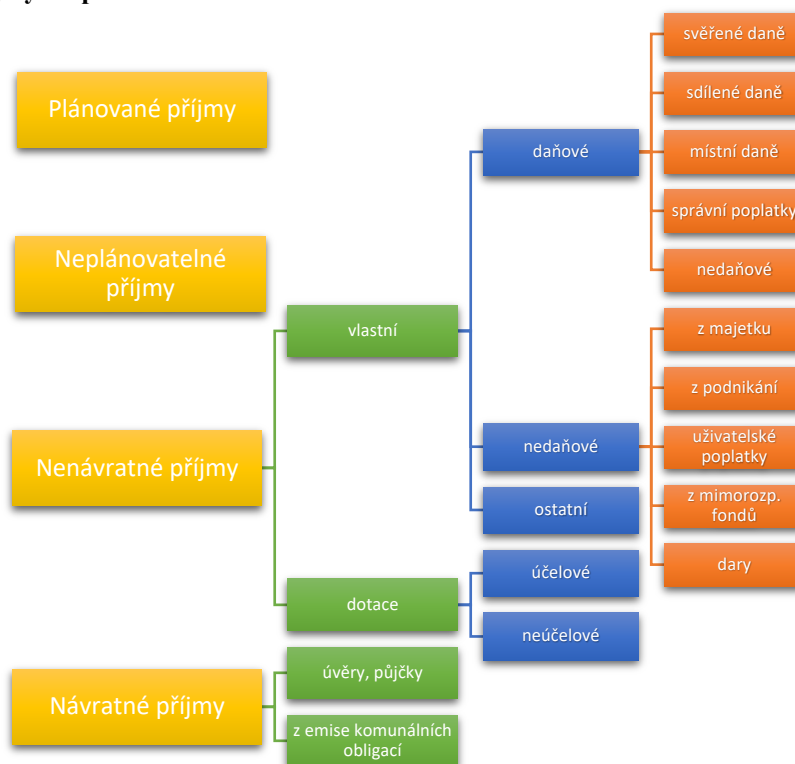 Plánované příjmy
Neplánovatelné
příjmy
Nenávratné příjmy
vlastní
daňové
svěřené daně
sdílené daně
místní daně
správní poplatky
nedaňové
nedaňové
z majetku
z podnikání
uživatelské
poplatky
z mimorozp.
fondů
dary
ostatní
dotace
účelové
neúčelové
Návratné příjmy
úvěry, půjčky
z emise komunálních
obligací